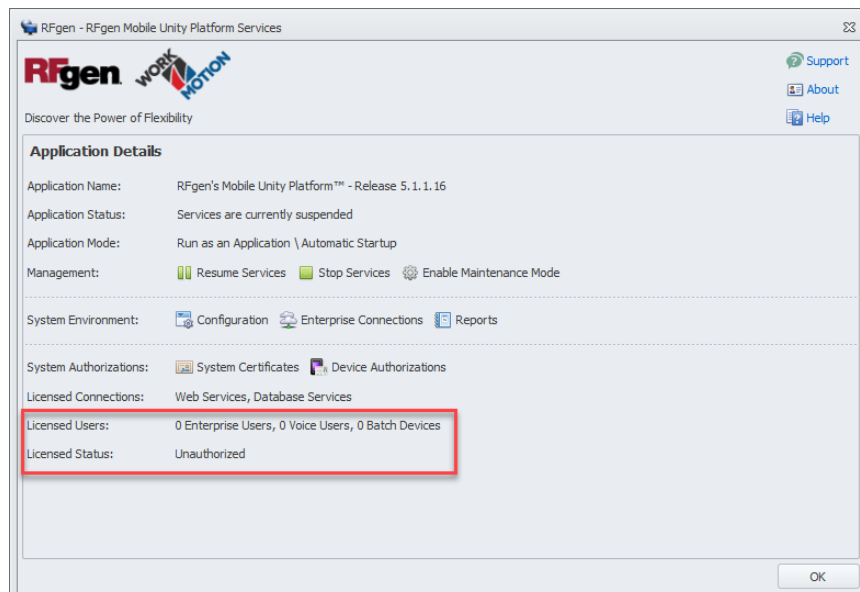 RFgen - RFgen Mobile Unity Platform Services
RFgen WORK MOTION
Support
About
Discover the Power of Flexibility
Help
Application Details
Application Name: RFgen's Mobile Unity Platform™ - Release 5.1.1.16
Application Status: Services are currently suspended
Application Mode: Run as an Application \ Automatic Startup
Management: Resume Services Stop Services Enable Maintenance Mode
System Environment: Configuration Enterprise Connections Reports
System Authorizations: System Certificates Device Authorizations
Licensed Connections: Web Services, Database Services
Licensed Users: 0 Enterprise Users, 0 Voice Users, 0 Batch Devices
Licensed Status: Unauthorized
OK